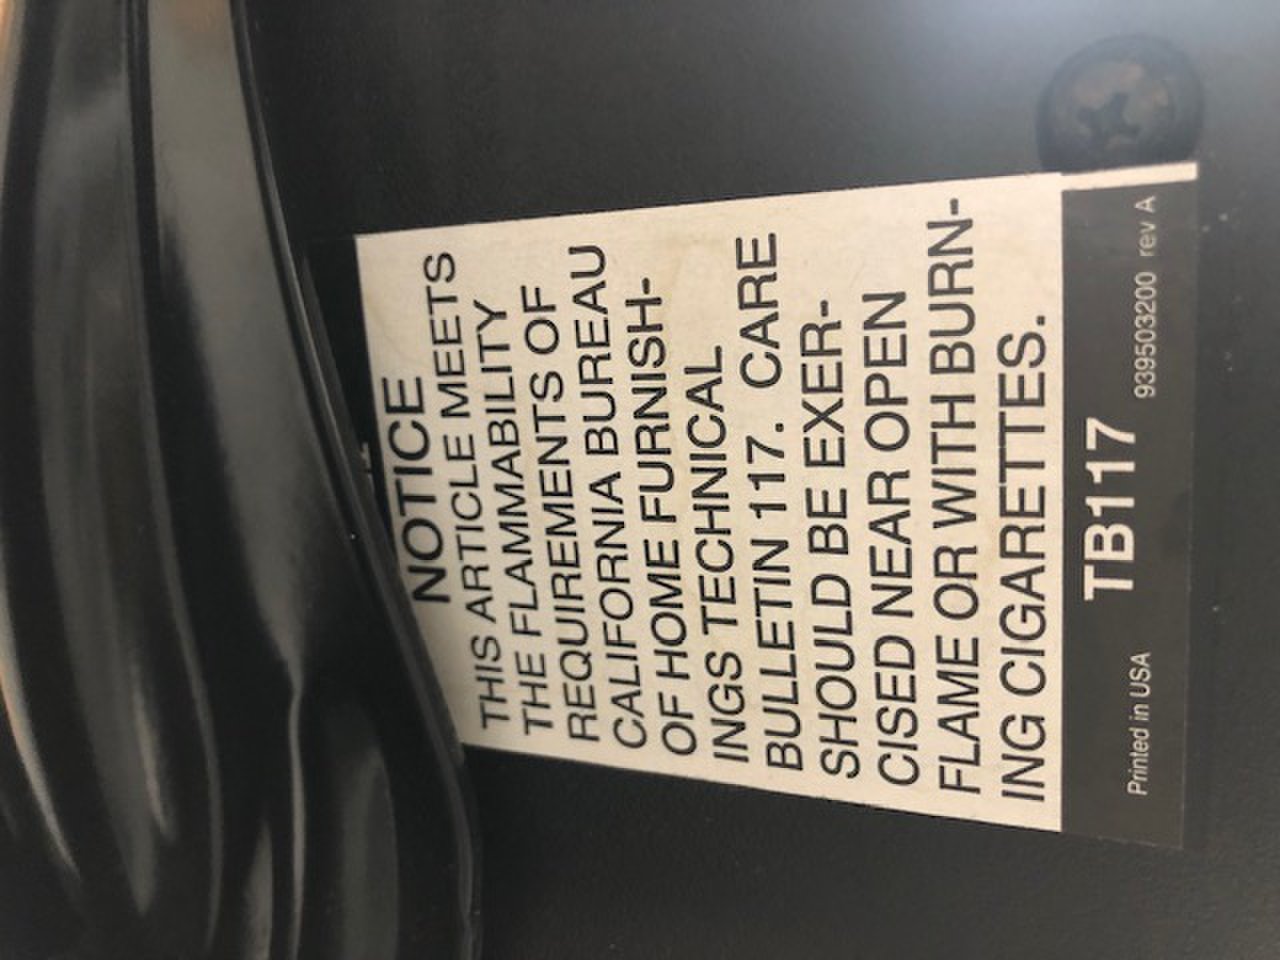 NOTICE
THIS ARTICLE MEETS
THE FLAMMABILITY
REQUIREMENTS OF
CALIFORNIA BUREAU
OF HOME FURNISH-
INGS TECHNICAL
BULLETIN 117. CARE
SHOULD BE EXER-
CISED NEAR OPEN
FLAME OR WITH BURN-
ING CIGARETTES.
Printed in USA TB117 939503200 rev A